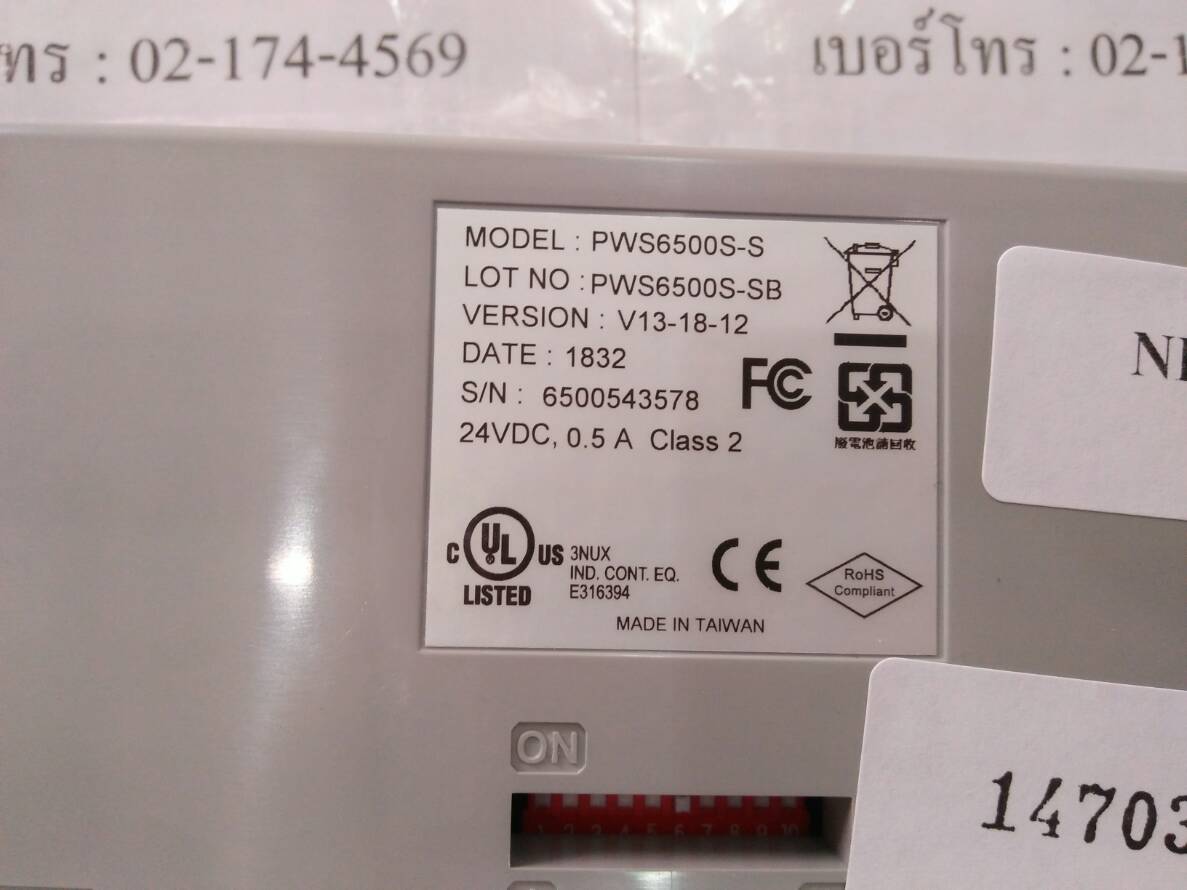 ทร : 02-174-4569
เบอร์โทร : 02-1
MODEL : PWS6500S-S
LOT NO : PWS6500S-SB
VERSION : V13-18-12
DATE : 1832
S/N : 6500543578
24VDC, 0.5 A Class 2
FC
廢電池請回收
C UL US
LISTED
3NUX
IND. CONT. EQ.
E316394
CE
RoHS
Compliant
MADE IN TAIWAN
ON
1 2 3 4 5 6 7 8 9 10
14703